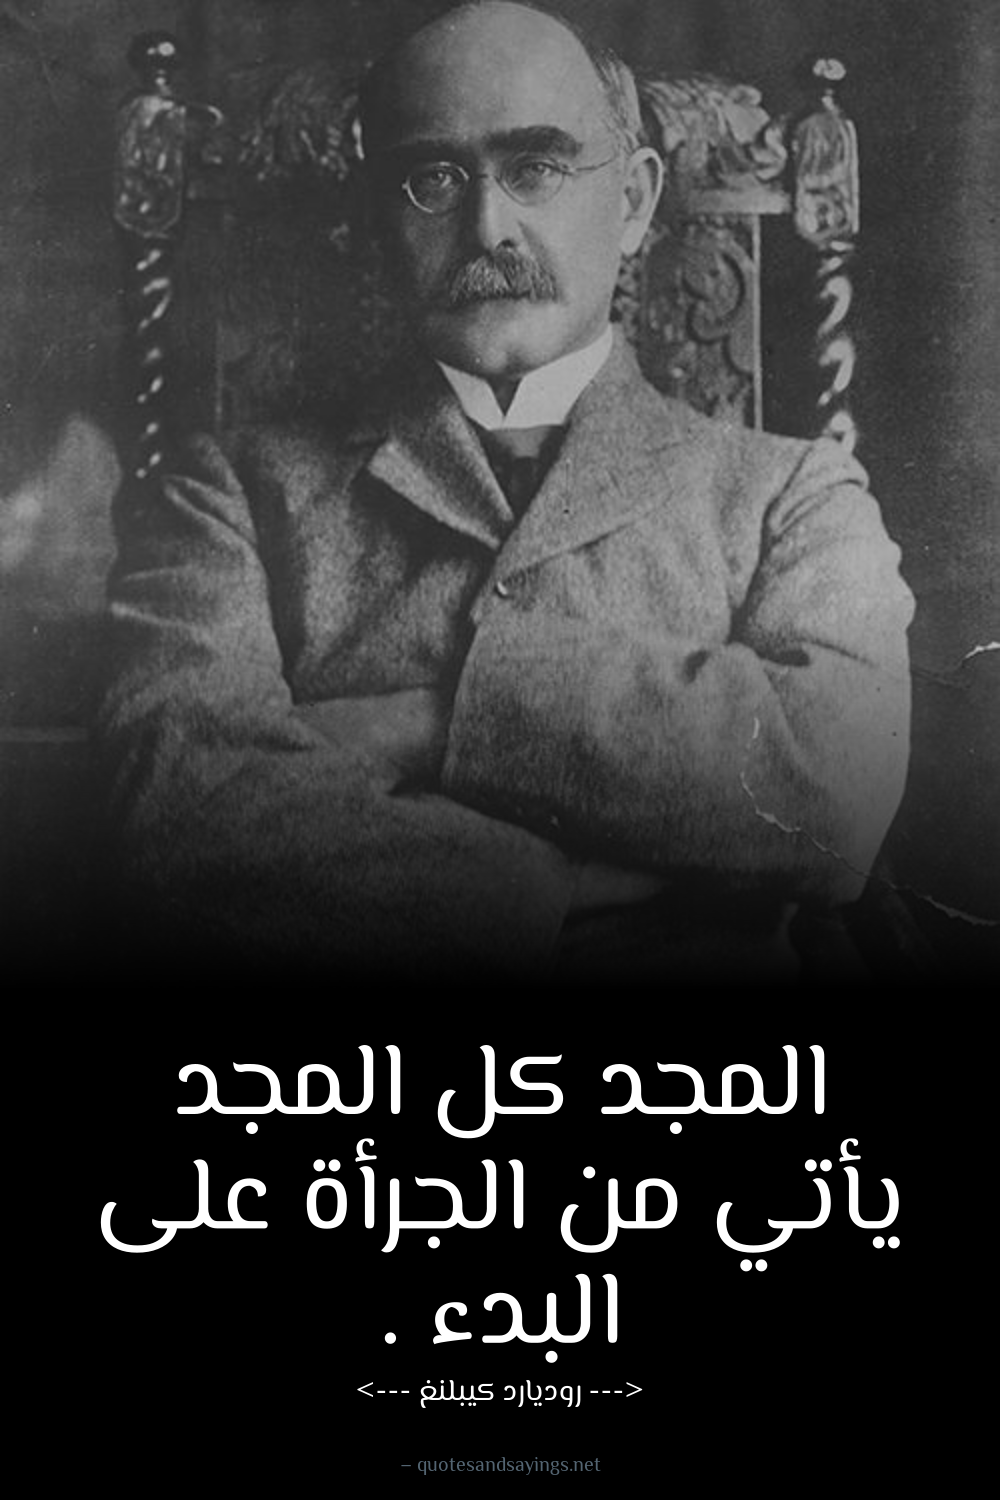 المجد كل المجد
يأتي من الجرأة على
البدء .
<--- روديارد كيبلنغ --->
– quotesandsayings.net